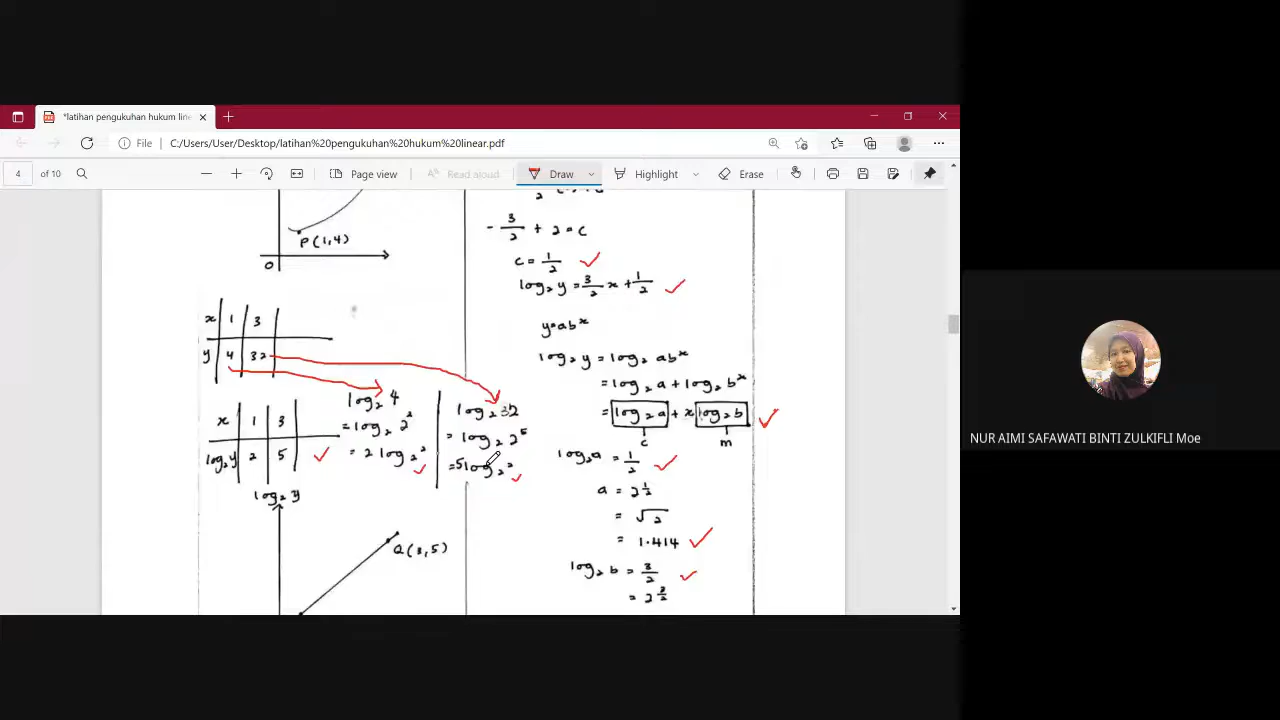 *latihan pengukuhan hukum line
File C:/Users/User/Desktop/latihan%20pengukuhan%20hukum%20linear.pdf
4 of 10 Page view Read aloud Draw Highlight Erase
P(1,4)
0
x 1 3
y 4 32
log₂ 4
= log₂ 2²
= 2 log₂ 2
log₂ 32
= log₂ 2⁵
= 5 log₂ 2
x 1 3
log₂y 2 5
log₂ y
Q(3,5)
- 3/2 + 2 = c
c = 1/2
log₂ y = 3/2 x + 1/2
y = abˣ
log₂ y = log₂ abˣ
= log₂ a + log₂ bˣ
= log₂ a + x log₂ b
c m
log₂ a = 1/2
a = 2 1/2
= √2
= 1.414
log₂ b = 3/2
= 2 3/2
NUR AIMI SAFAWATI BINTI ZULKIFLI Moe